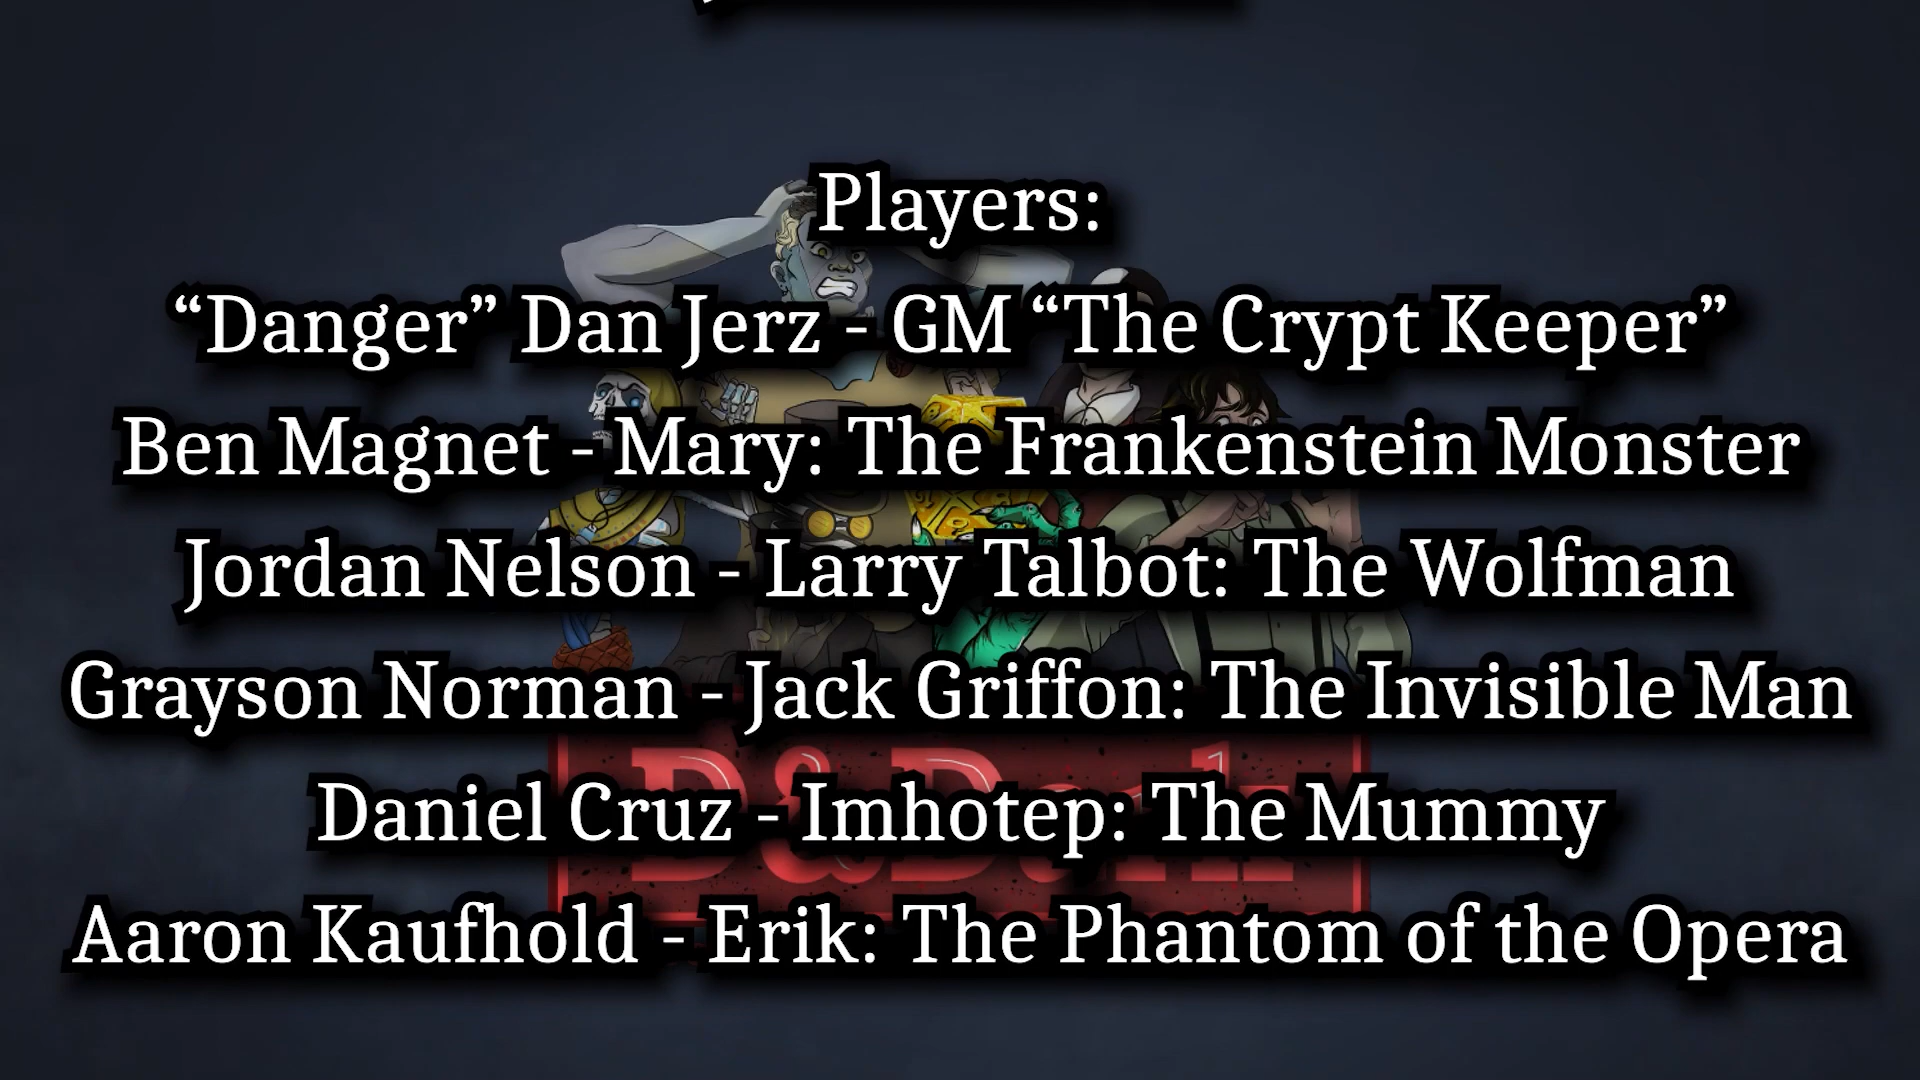 Players:
“Danger” Dan Jerz - GM “The Crypt Keeper”
Ben Magnet - Mary: The Frankenstein Monster
Jordan Nelson - Larry Talbot: The Wolfman
Grayson Norman - Jack Griffon: The Invisible Man
Daniel Cruz - Imhotep: The Mummy
Aaron Kaufhold - Erik: The Phantom of the Opera